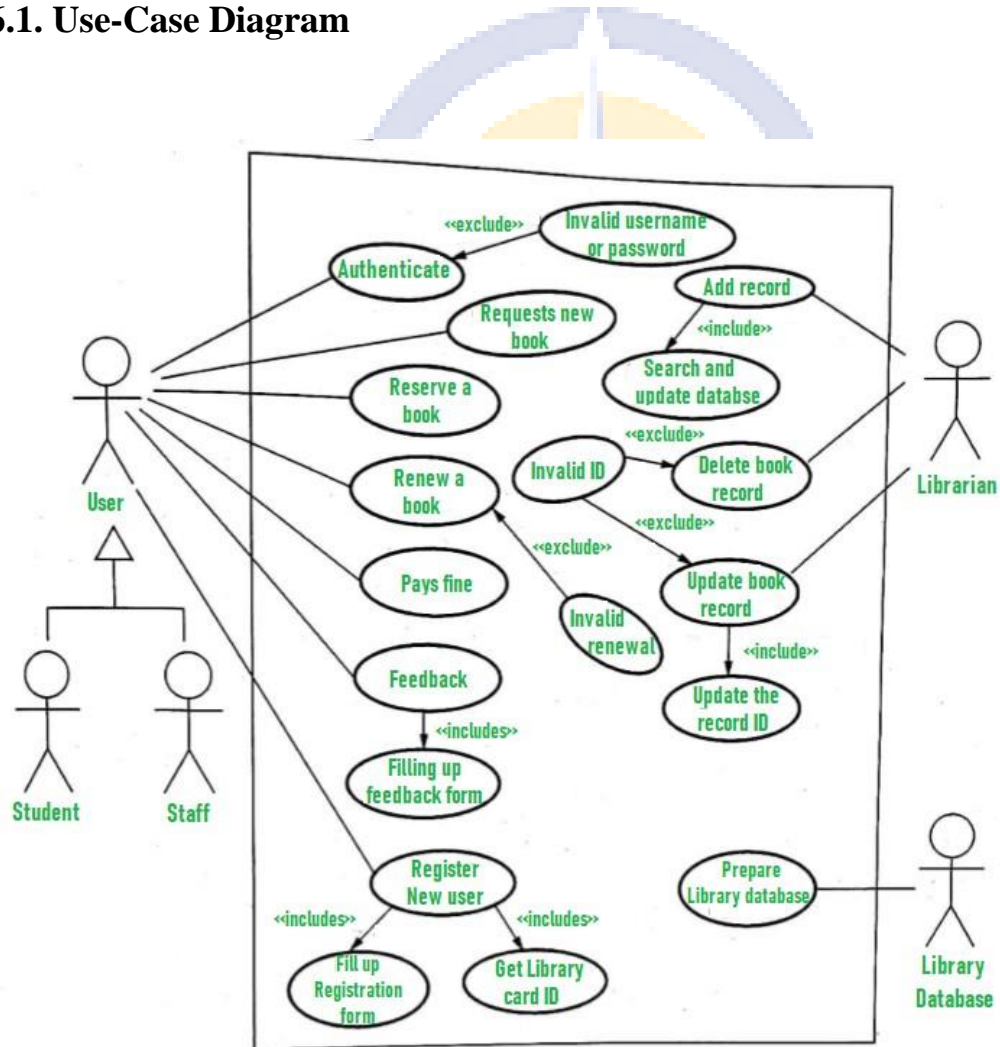 6.1. Use-Case Diagram
«exclude»
Invalid username
or password
Authenticate
Add record
Requests new
book
«include»
Search and
update databse
Reserve a
book
«exclude»
Invalid ID
Delete book
record
Librarian
User
Renew a
book
«exclude»
«exclude»
Pays fine
Update book
record
Invalid
renewal
«include»
Feedback
Update the
record ID
«includes»
Filling up
feedback form
Student
Staff
Register
New user
Prepare
Library database
«includes»
«includes»
Fill up
Registration
form
Get Library
card ID
Library
Database